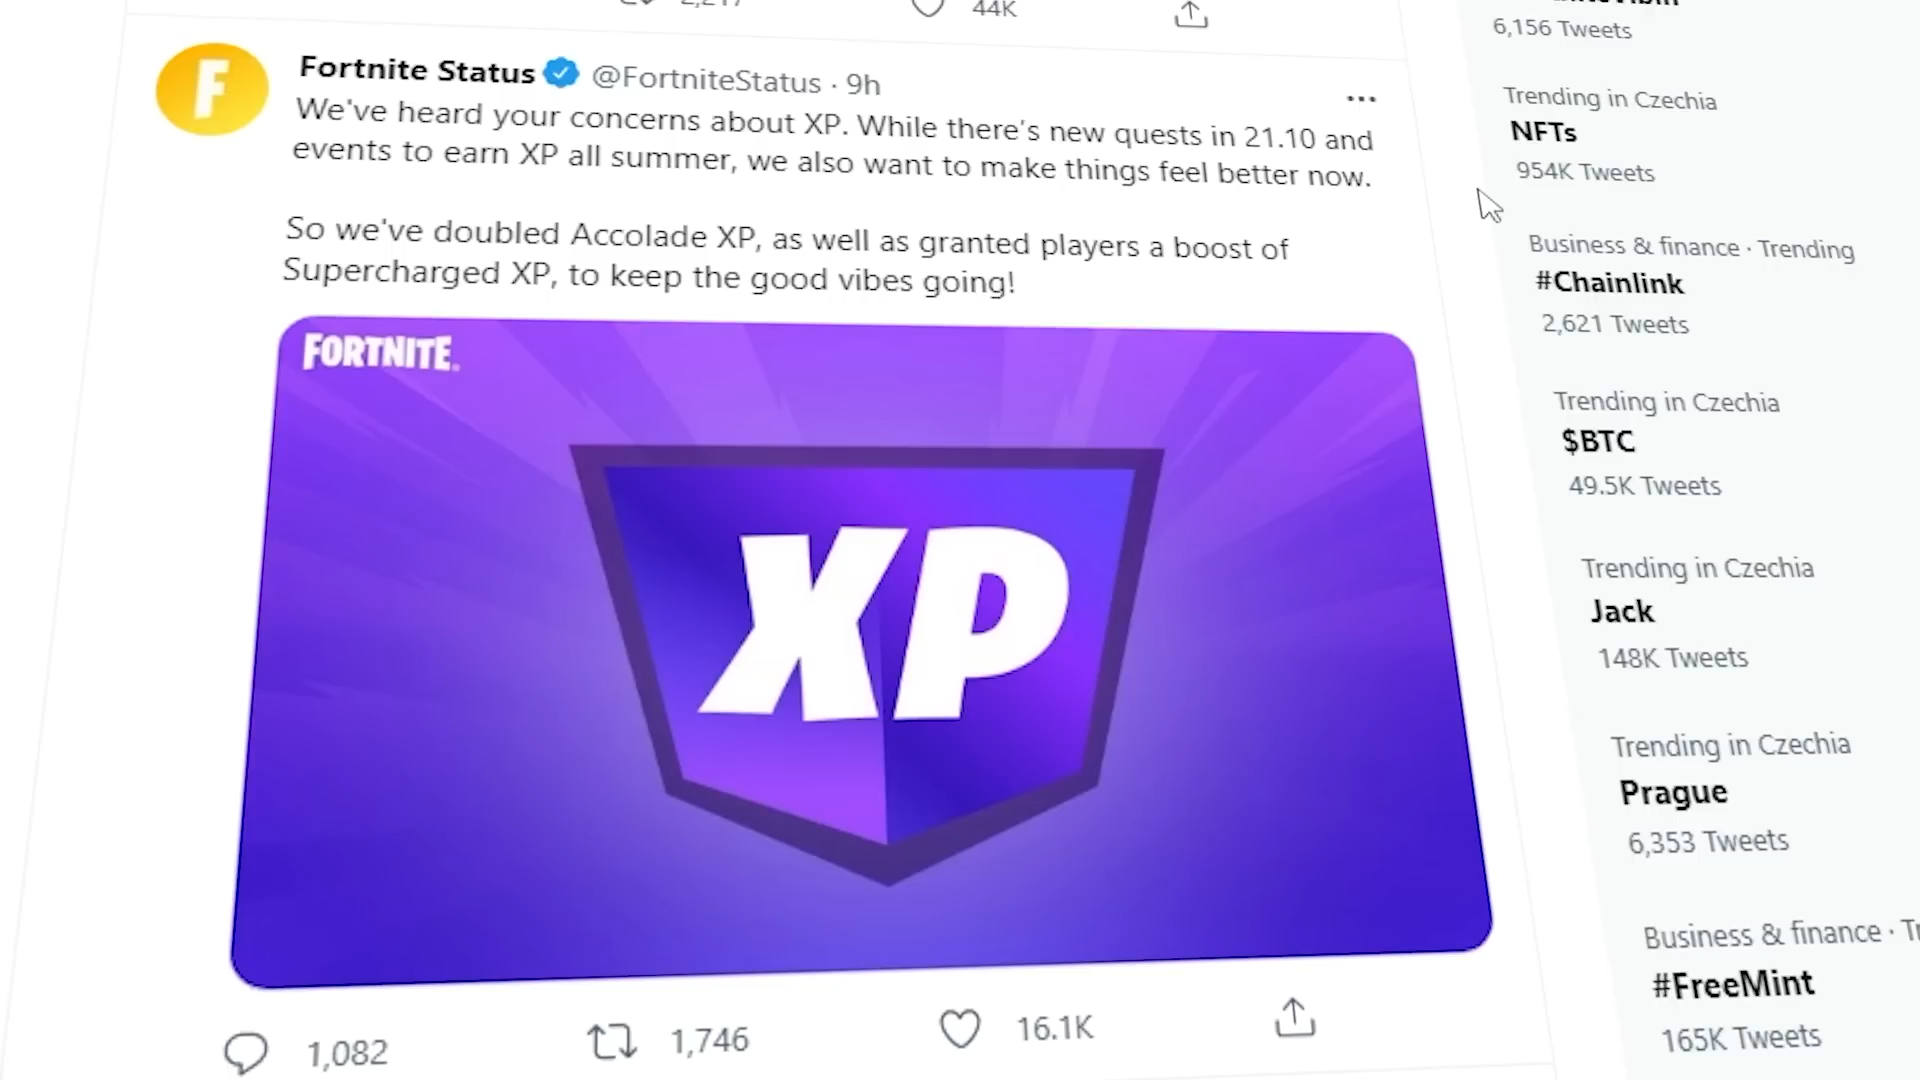 44K
Fortnite Status @FortniteStatus · 9h
We've heard your concerns about XP. While there's new quests in 21.10 and
events to earn XP all summer, we also want to make things feel better now.
So we've doubled Accolade XP, as well as granted players a boost of
Supercharged XP, to keep the good vibes going!
FORTNITE
XP
1,082
1,746
16.1K
6,156 Tweets
Trending in Czechia
NFTs
954K Tweets
Business & finance · Trending
#Chainlink
2,621 Tweets
Trending in Czechia
$BTC
49.5K Tweets
Trending in Czechia
Jack
148K Tweets
Trending in Czechia
Prague
6,353 Tweets
Business & finance ·
#FreeMint
165K Tweets